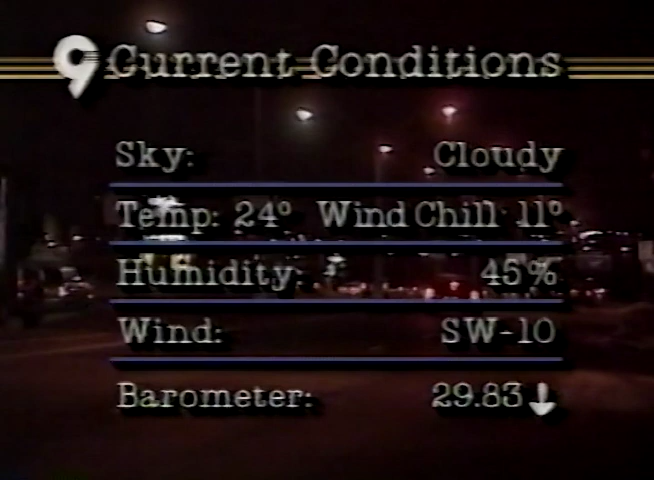 9 Current Conditions
Sky: Cloudy
Temp: 24° Wind Chill 11°
Humidity: 45%
Wind: SW-10
Barometer: 29.83